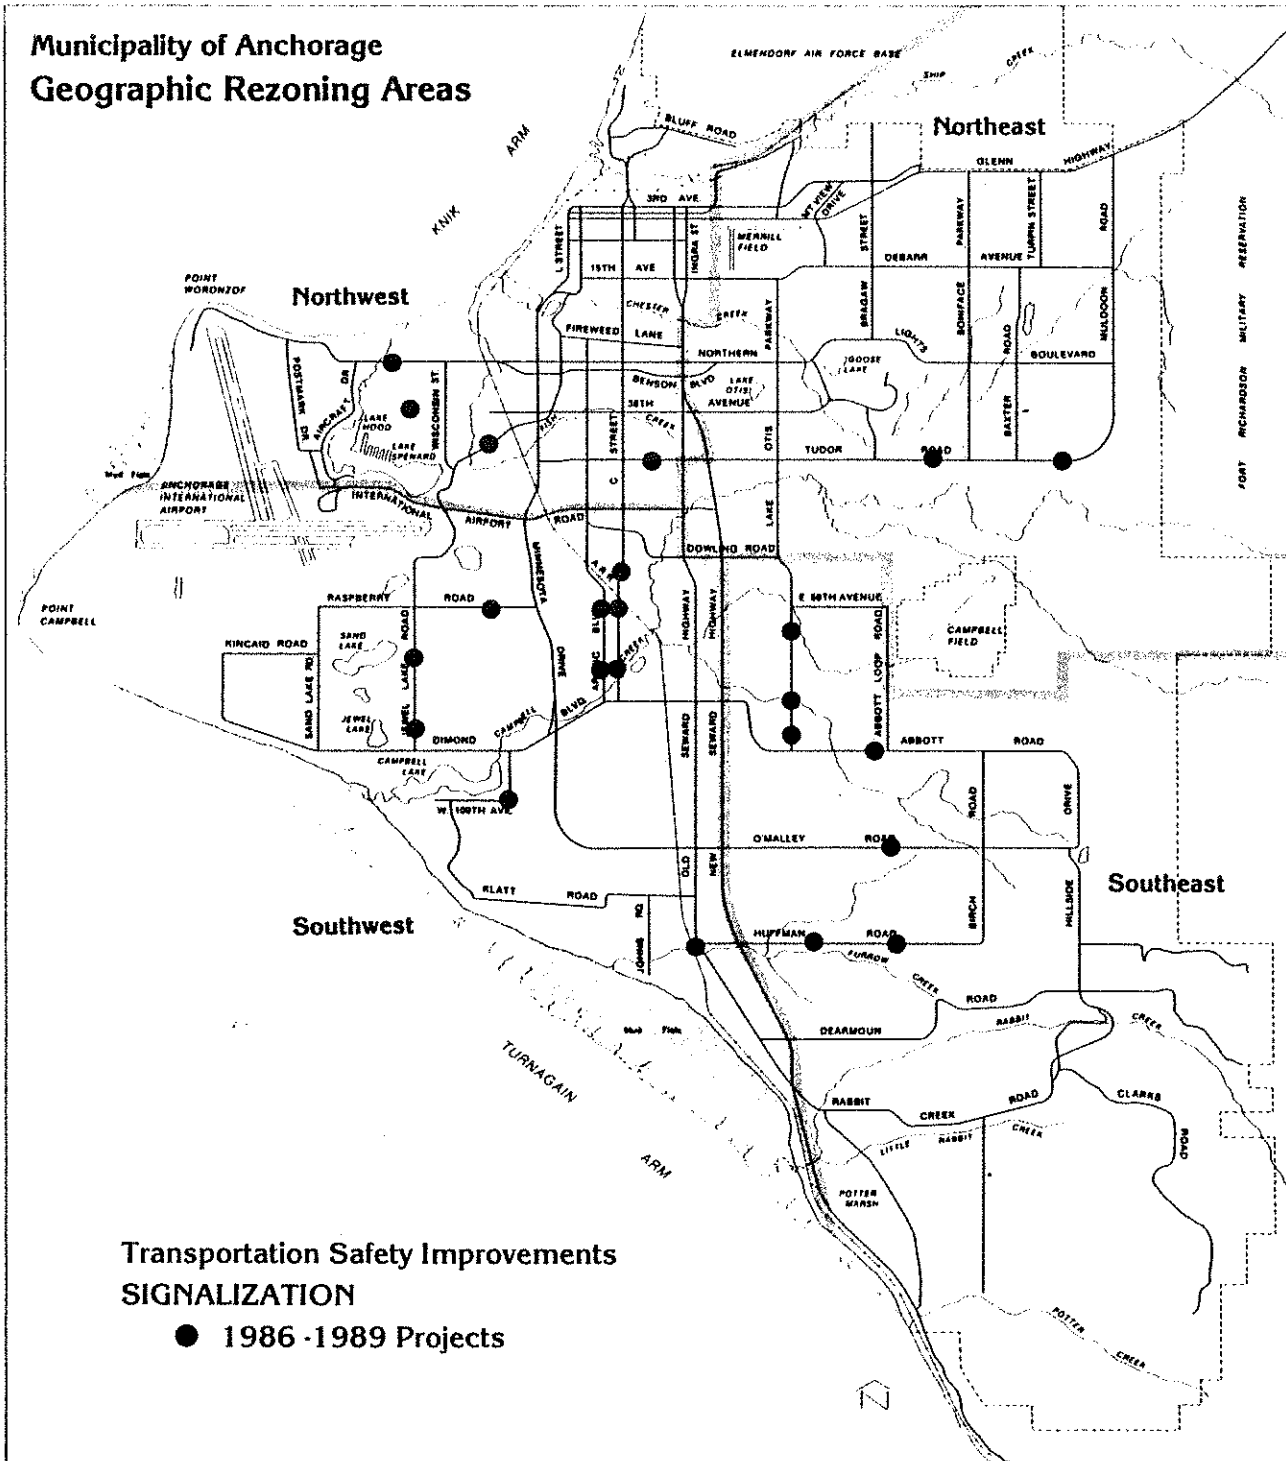 Municipality of Anchorage
Geographic Rezoning Areas
ELMENDORF AIR FORCE BASE
SHIP CREEK
KNIK ARM
BLUFF ROAD
Northeast
GLENN HIGHWAY
3RD AVE
MT VIEW DRIVE
L STREET
INGRA ST
MERRILL FIELD
15TH AVE
BRAGAW STREET
BONIFACE PARKWAY
TURPIN STREET
MULDOON ROAD
DEBARR AVENUE
FORT RICHARDSON MILITARY RESERVATION
POINT WORONZOF
Northwest
CHESTER CREEK
FIREWEED LANE
NORTHERN LIGHTS BOULEVARD
BENSON BLVD
LAKE OTIS
GOOSE LAKE
36TH AVENUE
BAXTER ROAD
POSTMARK DR.
AIRCRAFT DR
LAKE HOOD
LAKE SPENARD
WISCONSIN ST.
FISH CREEK
C STREET
TUDOR ROAD
LAKE OTIS PARKWAY
Mud Flats
ANCHORAGE INTERNATIONAL AIRPORT
INTERNATIONAL AIRPORT ROAD
DOWLING ROAD
MINNESOTA DRIVE
A.R.R.
POINT CAMPBELL
RASPBERRY ROAD
KINCAID ROAD
SAND LAKE
SAND LAKE RD
JEWEL LAKE ROAD
JEWEL LAKE
ARCTIC BLVD
CREEK
E 68TH AVENUE
CAMPBELL FIELD
ABBOTT LOOP ROAD
DIMOND BLVD
CAMPBELL
CAMPBELL LAKE
W. 100TH AVE.
OLD SEWARD HIGHWAY
NEW SEWARD HIGHWAY
ABBOTT ROAD
O'MALLEY ROAD
BIRCH ROAD
HILLSIDE DRIVE
Southeast
KLATT ROAD
JOHNS RD
Southwest
HUFFMAN ROAD
FURROW CREEK
ROAD
DEARMOUN
RABBIT CREEK
Mud Flats
TURNAGAIN ARM
RABBIT CREEK ROAD
CLARKS ROAD
LITTLE RABBIT CREEK
POTTER MARSH
POTTER CREEK
Transportation Safety Improvements
SIGNALIZATION
1986 -1989 Projects